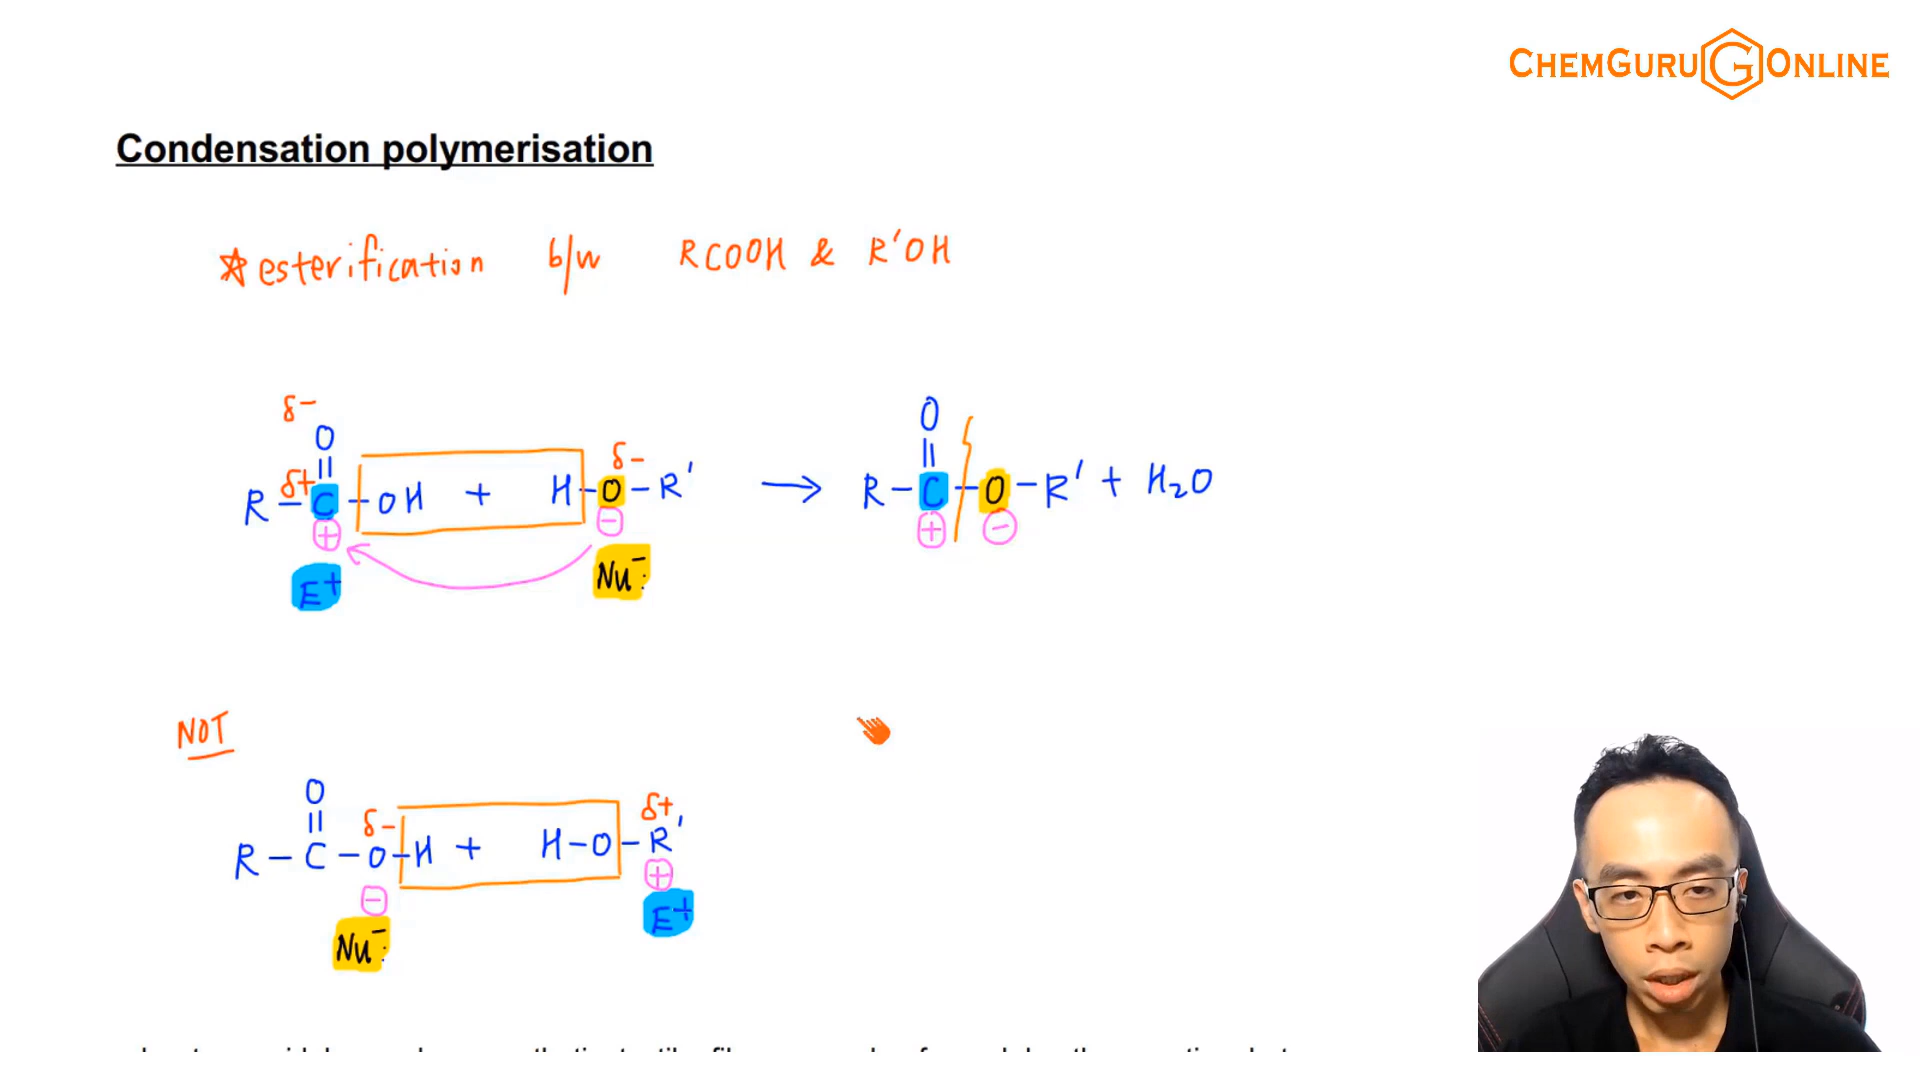 CHEMGURU G ONLINE
Condensation polymerisation
☆ esterification b/w RCOOH & R'OH
δ- O δ- O
R - C - OH + H - O - R' → R - C - O - R' + H2O
δ+
⊕ ⊖ ⊕ ⊖
E+ Nu-:
NOT
O δ- δ+
R - C - O - H + H - O - R'
⊖ ⊕
Nu-: E+